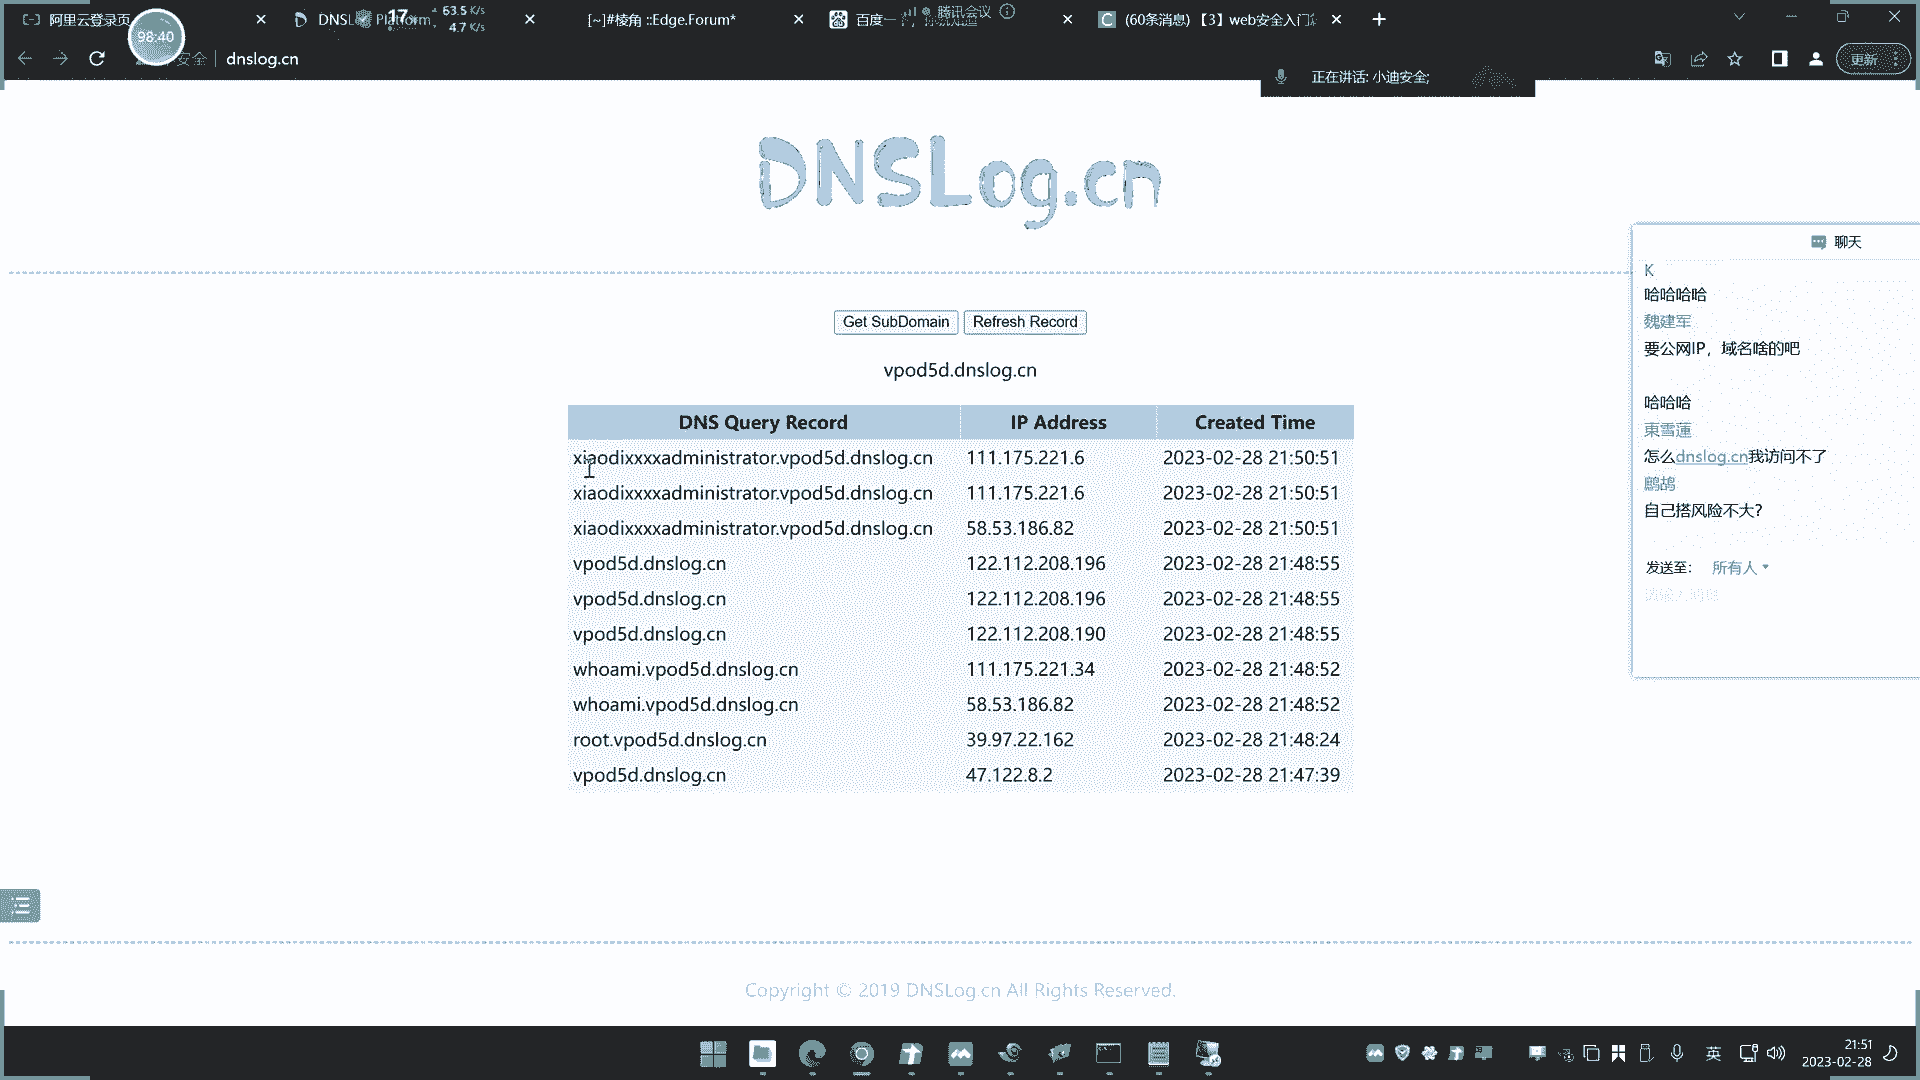 阿里云登录页
DNSL
Platform
17
63.5 K/s
4.7 K/s
[~]#棱角 ::Edge.Forum*
百度一
腾讯会议
(60条消息) 【3】web安全入门
98:40
安全
dnslog.cn
更新
正在讲话: 小迪安全;
DNSLog.cn
Get SubDomain Refresh Record
vpod5d.dnslog.cn
DNS Query Record IP Address Created Time
xiaodixxxxadministrator.vpod5d.dnslog.cn 111.175.221.6 2023-02-28 21:50:51
xiaodixxxxadministrator.vpod5d.dnslog.cn 111.175.221.6 2023-02-28 21:50:51
xiaodixxxxadministrator.vpod5d.dnslog.cn 58.53.186.82 2023-02-28 21:50:51
vpod5d.dnslog.cn 122.112.208.196 2023-02-28 21:48:55
vpod5d.dnslog.cn 122.112.208.196 2023-02-28 21:48:55
vpod5d.dnslog.cn 122.112.208.190 2023-02-28 21:48:55
whoami.vpod5d.dnslog.cn 111.175.221.34 2023-02-28 21:48:52
whoami.vpod5d.dnslog.cn 58.53.186.82 2023-02-28 21:48:52
root.vpod5d.dnslog.cn 39.97.22.162 2023-02-28 21:48:24
vpod5d.dnslog.cn 47.122.8.2 2023-02-28 21:47:39
聊天
K
哈哈哈哈
魏建军
要公网IP，域名啥的吧
哈哈哈
東雪蓮
怎么dnslog.cn我访问不了
鹧鸪
自己搭风险不大?
发送至: 所有人
Copyright © 2019 DNSLog.cn All Rights Reserved.
英
21:51
2023-02-28